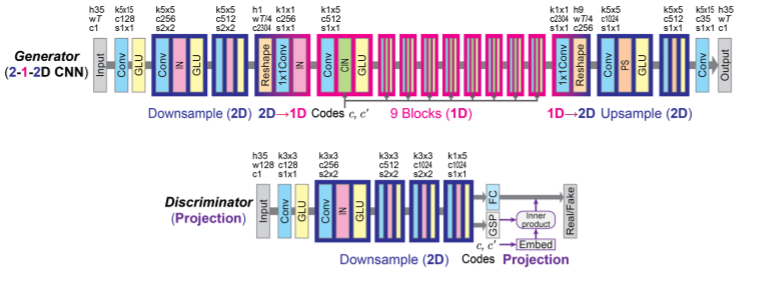 h35 k5x15 k5x5 k5x5 h1 k1x1 k1x5 k1x1 h9 k5x5 k5x5 k5x15 h35
wT c128 c256 c512 wT/4 c256 c512 c2304 wT/4 c1024 c512 c35 wT
c1 s1x1 s2x2 s2x2 c2304 s1x1 s1x1 s1x1 c256 s1x1 s1x1 s1x1 c1
Generator
(2-1-2D CNN)
Input Conv GLU Conv IN GLU Reshape 1x1Conv IN Conv CIN GLU 1x1Conv Reshape Conv PS GLU Conv Output
Downsample (2D) 2D→1D Codes c, c′ 9 Blocks (1D) 1D→2D Upsample (2D)
h35 k3x3 k3x3 k3x3 k3x3 k1x5
w128 c128 c256 c512 c1024 c1024
c1 s1x1 s2x2 s2x2 s2x2 s1x1
Discriminator
(Projection)
Input Conv GLU Conv IN GLU FC GSP Inner product Real/Fake
c, c′ Embed
Downsample (2D) Codes Projection